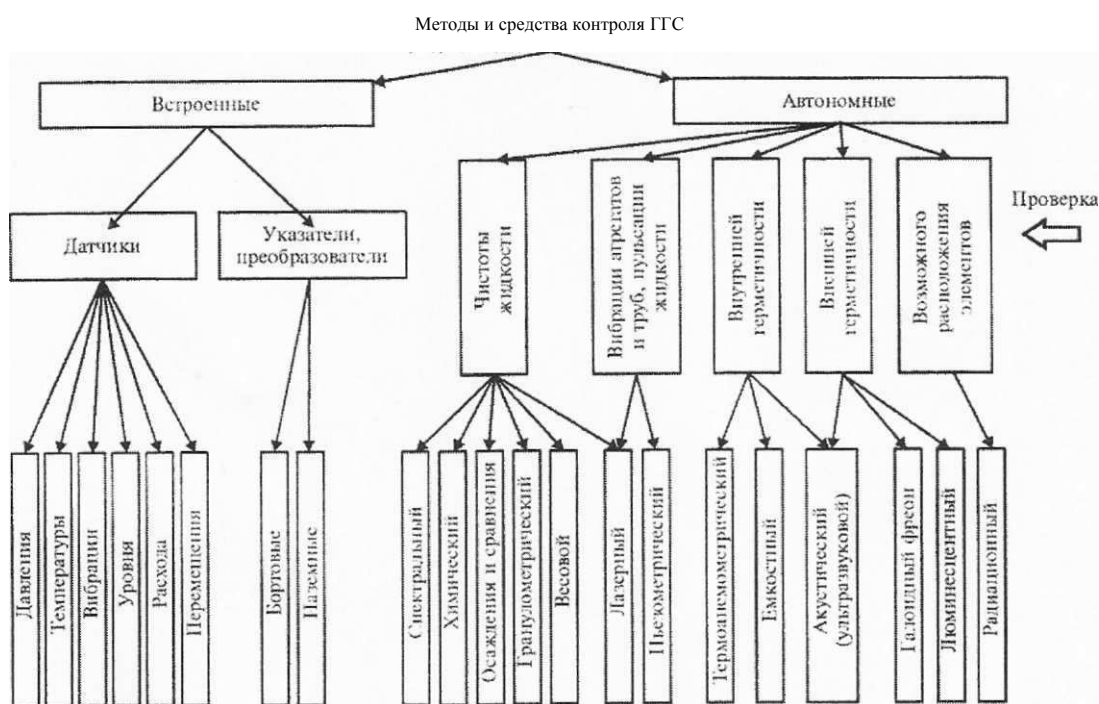 Методы и средства контроля ГГС
Встроенные
Автономные
Датчики
Указатели,
преобразователи
Чистоты
жидкости
Вибрации агрегатов
и труб, пульсации
жидкости
Внутренней
герметичности
Внешней
герметичности
Возможного
расположения
элементов
Проверка
Давления
Температуры
Вибрации
Уровня
Расхода
Перемещения
Бортовые
Наземные
Спектральный
Химический
Осаждения и сравнения
Гранулометрический
Весовой
Лазерный
Пьезометрический
Термоанемометрический
Емкостный
Акустический
(ультразвуковой)
Галоидный фреон
Люминесцентный
Радиационный